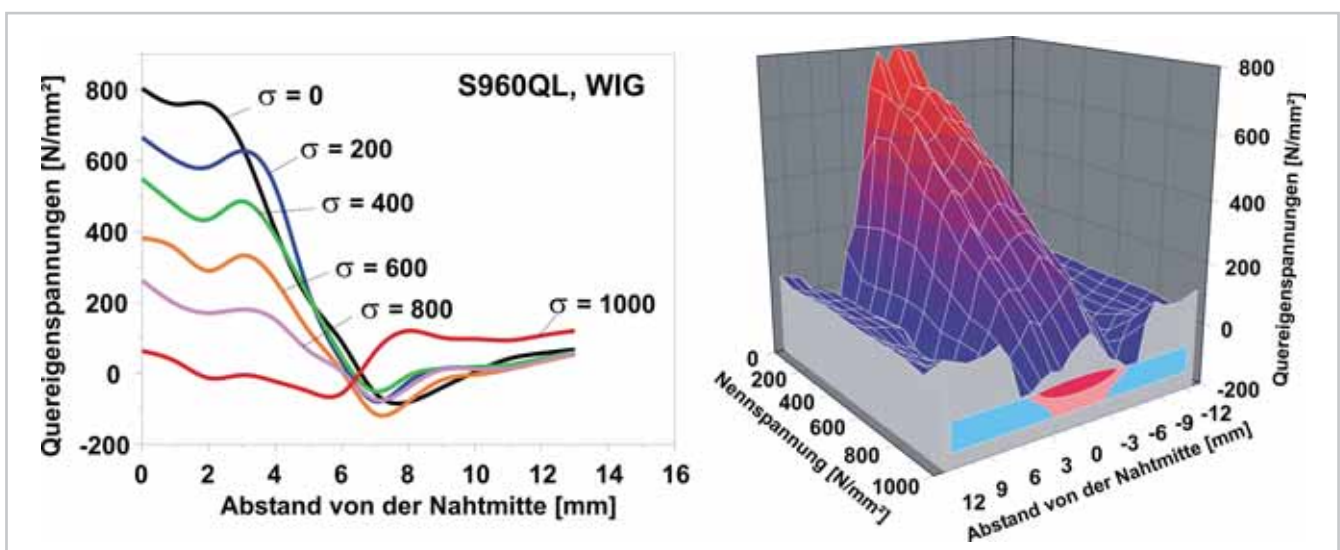 S960QL, WIG
Quereigenspannungen [N/mm²]
800
600
400
200
0
-200
σ = 0
σ = 200
σ = 400
σ = 600
σ = 800
σ = 1000
0 2 4 6 8 10 12 14 16
Abstand von der Nahtmitte [mm]
800
600
400
200
0
-200
Quereigenspannungen [N/mm²]
0
200
400
600
800
1000
Nennspannung [N/mm²]
12 9 6 3 0 -3 -6 -9 -12
Abstand von der Nahtmitte [mm]